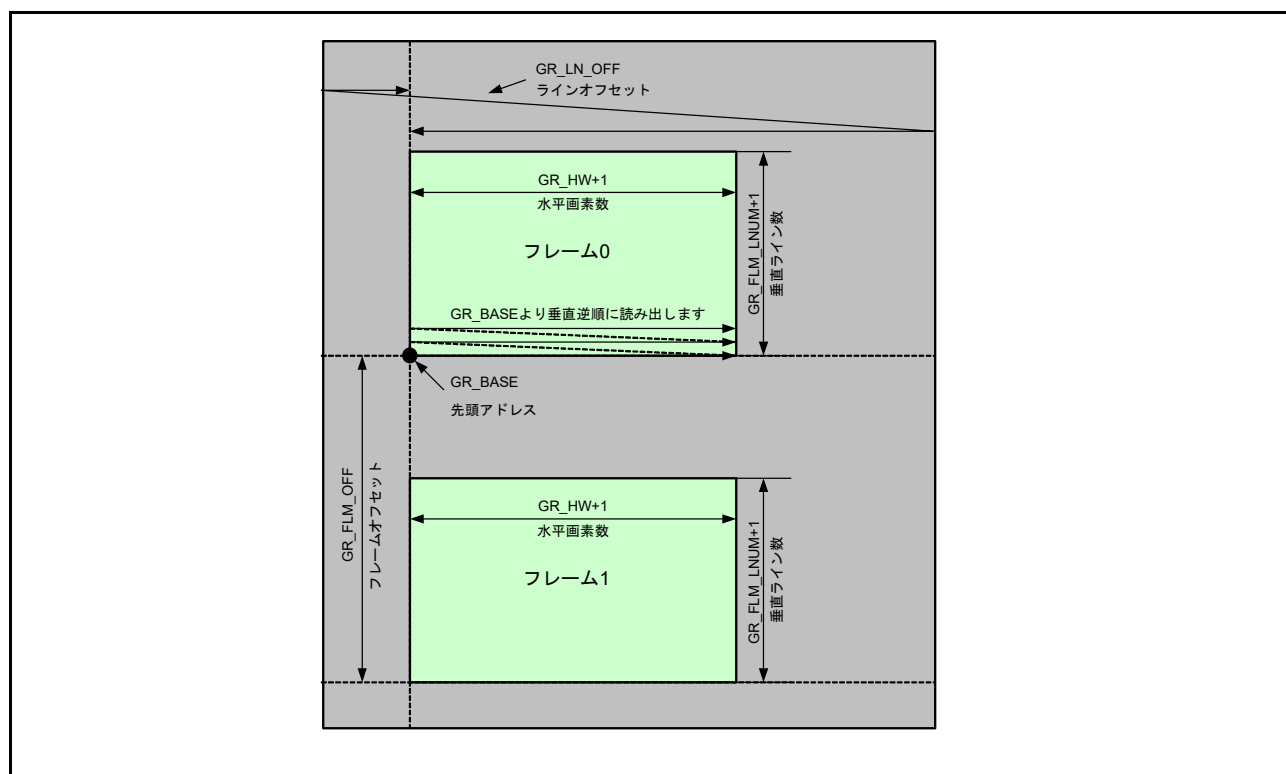 GR_LN_OFF
ラインオフセット
GR_HW+1
水平画素数
フレーム0
GR_FLM_LNUM+1
垂直ライン数
GR_BASEより垂直逆順に読み出します
GR_BASE
先頭アドレス
GR_FLM_OFF
フレームオフセット
GR_HW+1
水平画素数
フレーム1
GR_FLM_LNUM+1
垂直ライン数